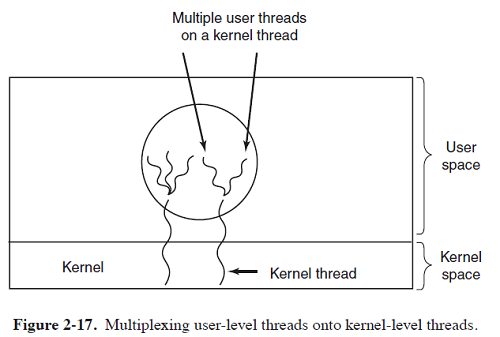 Multiple user threads
on a kernel thread
User
space
Kernel
Kernel thread
Kernel
space
Figure 2-17. Multiplexing user-level threads onto kernel-level threads.